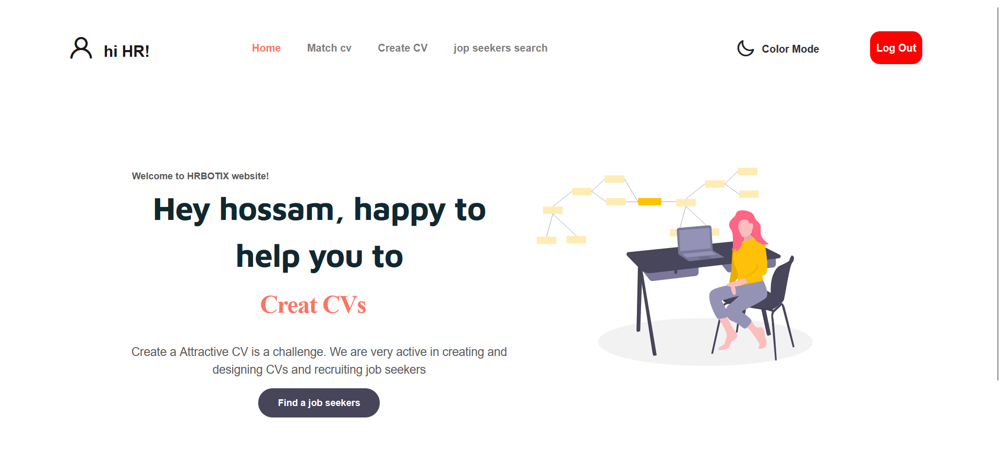 hi HR!
Home
Match cv
Create CV
jop seekers search
Color Mode
Log Out
Welcome to HRBOTIX website!
Hey hossam, happy to
help you to
Creat CVs
Create a Attractive CV is a challenge. We are very active in creating and
designing CVs and recruiting job seekers
Find a job seekers